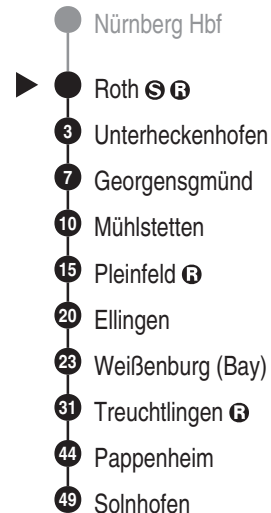 Nürnberg Hbf
Roth S R
3 Unterheckenhofen
7 Georgensgmünd
10 Mühlstetten
15 Pleinfeld R
20 Ellingen
23 Weißenburg (Bay)
31 Treuchtlingen R
44 Pappenheim
49 Solnhofen